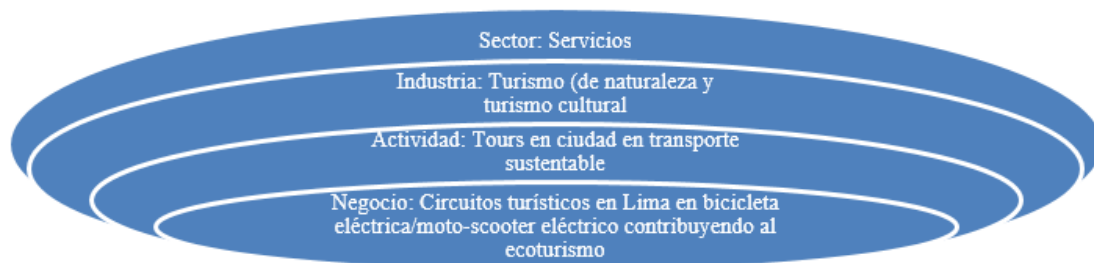 Sector: Servicios
Industria: Turismo (de naturaleza y
turismo cultural
Actividad: Tours en ciudad en transporte
sustentable
Negocio: Circuitos turísticos en Lima en bicicleta
eléctrica/moto-scooter eléctrico contribuyendo al
ecoturismo